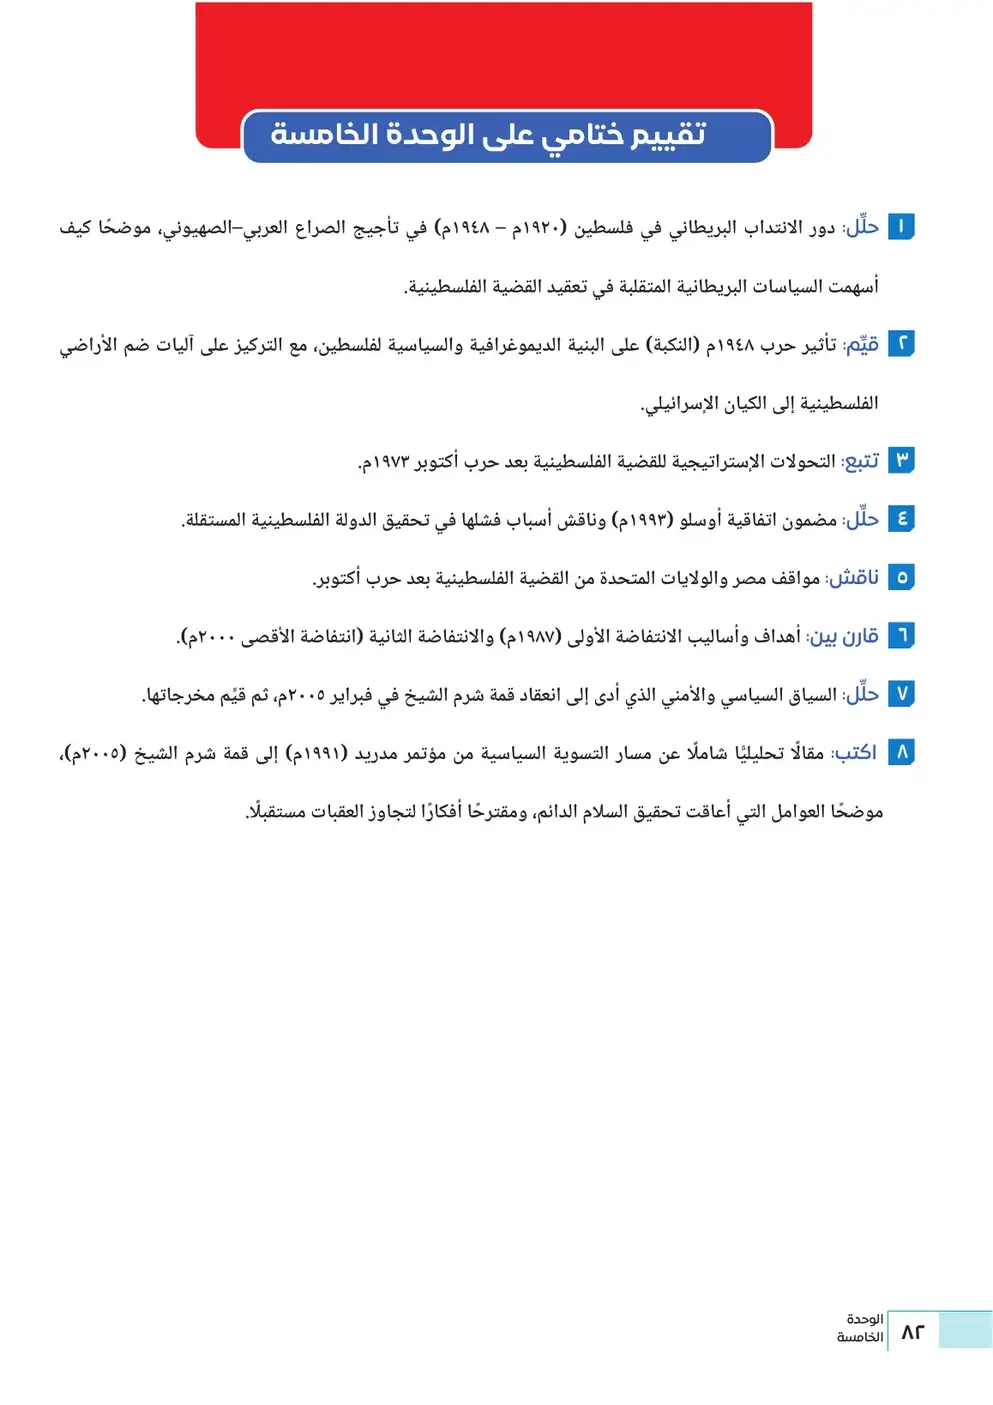 تقييم ختامي على الوحدة الخامسة
١ حلِّل: دور الانتداب البريطاني في فلسطين (١٩٢٠م – ١٩٤٨م) في تأجيج الصراع العربي–الصهيوني، موضحًا كيف
أسهمت السياسات البريطانية المتقلبة في تعقيد القضية الفلسطينية.
٢ قيِّم: تأثير حرب ١٩٤٨م (النكبة) على البنية الديموغرافية والسياسية لفلسطين، مع التركيز على آليات ضم الأراضي
الفلسطينية إلى الكيان الإسرائيلي.
٣ تتبع: التحولات الإستراتيجية للقضية الفلسطينية بعد حرب أكتوبر ١٩٧٣م.
٤ حلِّل: مضمون اتفاقية أوسلو (١٩٩٣م) وناقش أسباب فشلها في تحقيق الدولة الفلسطينية المستقلة.
٥ ناقش: مواقف مصر والولايات المتحدة من القضية الفلسطينية بعد حرب أكتوبر.
٦ قارن بين: أهداف وأساليب الانتفاضة الأولى (١٩٨٧م) والانتفاضة الثانية (انتفاضة الأقصى ٢٠٠٠م).
٧ حلِّل: السياق السياسي والأمني الذي أدى إلى انعقاد قمة شرم الشيخ في فبراير ٢٠٠٥م، ثم قيِّم مخرجاتها.
٨ اكتب: مقالًا تحليليًا شاملًا عن مسار التسوية السياسية من مؤتمر مدريد (١٩٩١م) إلى قمة شرم الشيخ (٢٠٠٥م)،
موضحًا العوامل التي أعاقت تحقيق السلام الدائم، ومقترحًا أفكارًا لتجاوز العقبات مستقبلًا.
٨٢
الوحدة
الخامسة